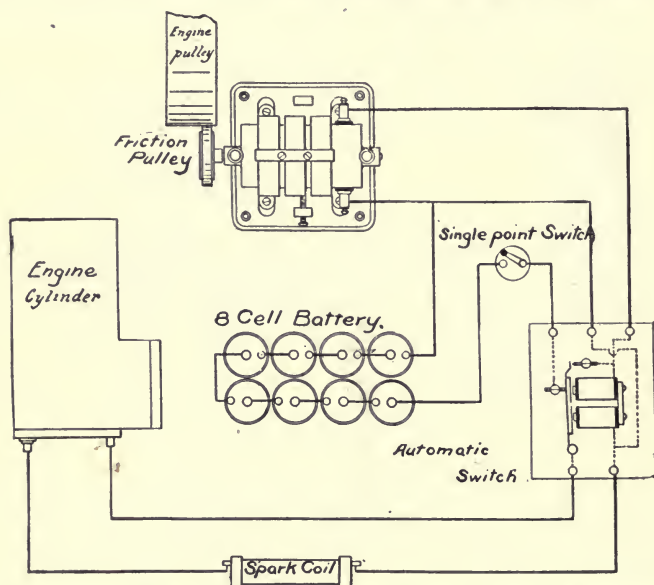 Engine
pulley
Friction
Pulley
Single point Switch
Engine
Cylinder
8 Cell Battery.
Automatic
Switch
Spark Coil